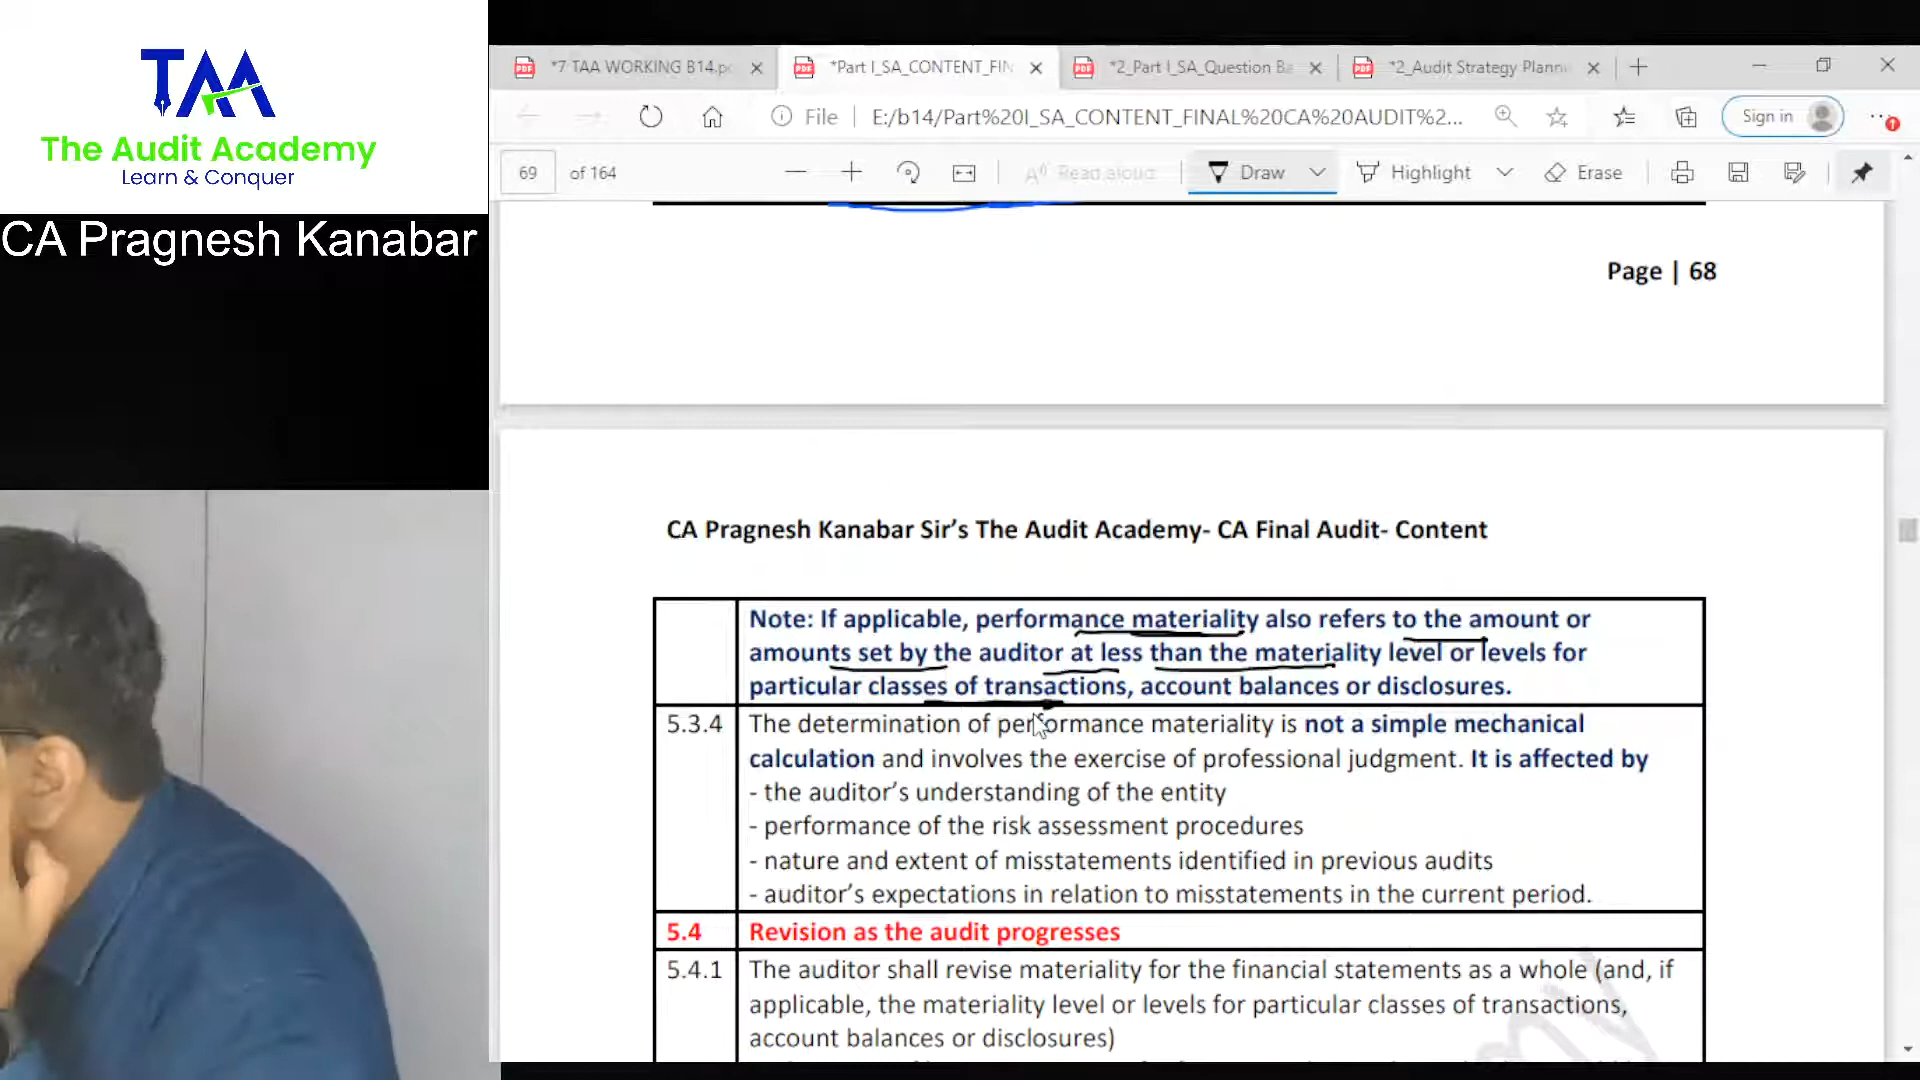 TAA
The Audit Academy
Learn & Conquer
CA Pragnesh Kanabar
*7 TAA WORKING B14.p
*Part I_SA_CONTENT_FIN
*2_Part I_SA_Question Ba
*2_Audit Strategy Plann
File
E:/b14/Part%20I_SA_CONTENT_FINAL%20CA%20AUDIT%2...
Sign in
69 of 164
Read aloud
Draw
Highlight
Erase
Page | 68
CA Pragnesh Kanabar Sir’s The Audit Academy- CA Final Audit- Content
Note: If applicable, performance materiality also refers to the amount or
amounts set by the auditor at less than the materiality level or levels for
particular classes of transactions, account balances or disclosures.
5.3.4 The determination of performance materiality is not a simple mechanical
calculation and involves the exercise of professional judgment. It is affected by
- the auditor’s understanding of the entity
- performance of the risk assessment procedures
- nature and extent of misstatements identified in previous audits
- auditor’s expectations in relation to misstatements in the current period.
5.4 Revision as the audit progresses
5.4.1 The auditor shall revise materiality for the financial statements as a whole (and, if
applicable, the materiality level or levels for particular classes of transactions,
account balances or disclosures)